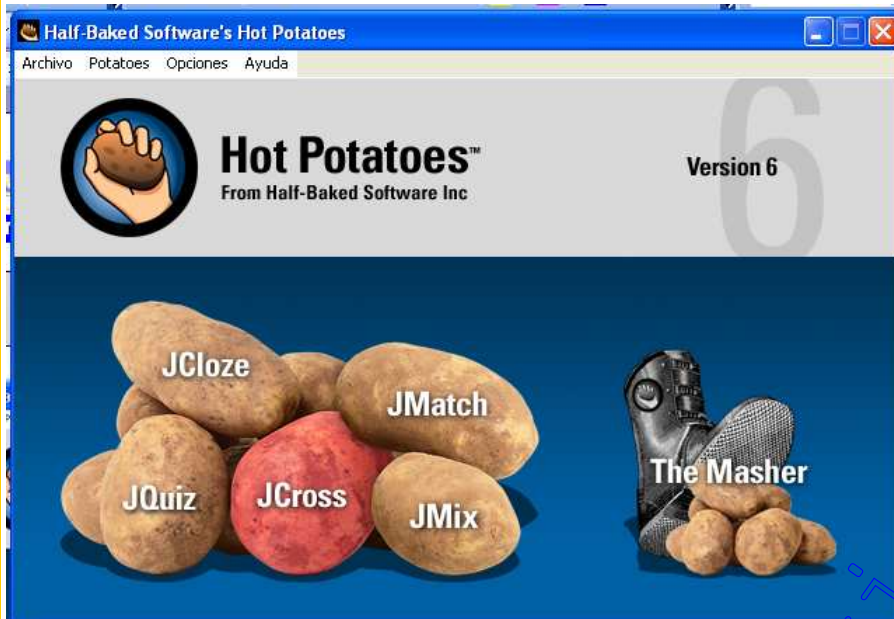 Half-Baked Software's Hot Potatoes
Archivo Potatoes Opciones Ayuda
Hot Potatoes™
From Half-Baked Software Inc
Version 6
6
JCloze
JMatch
JQuiz
JCross
JMix
The Masher